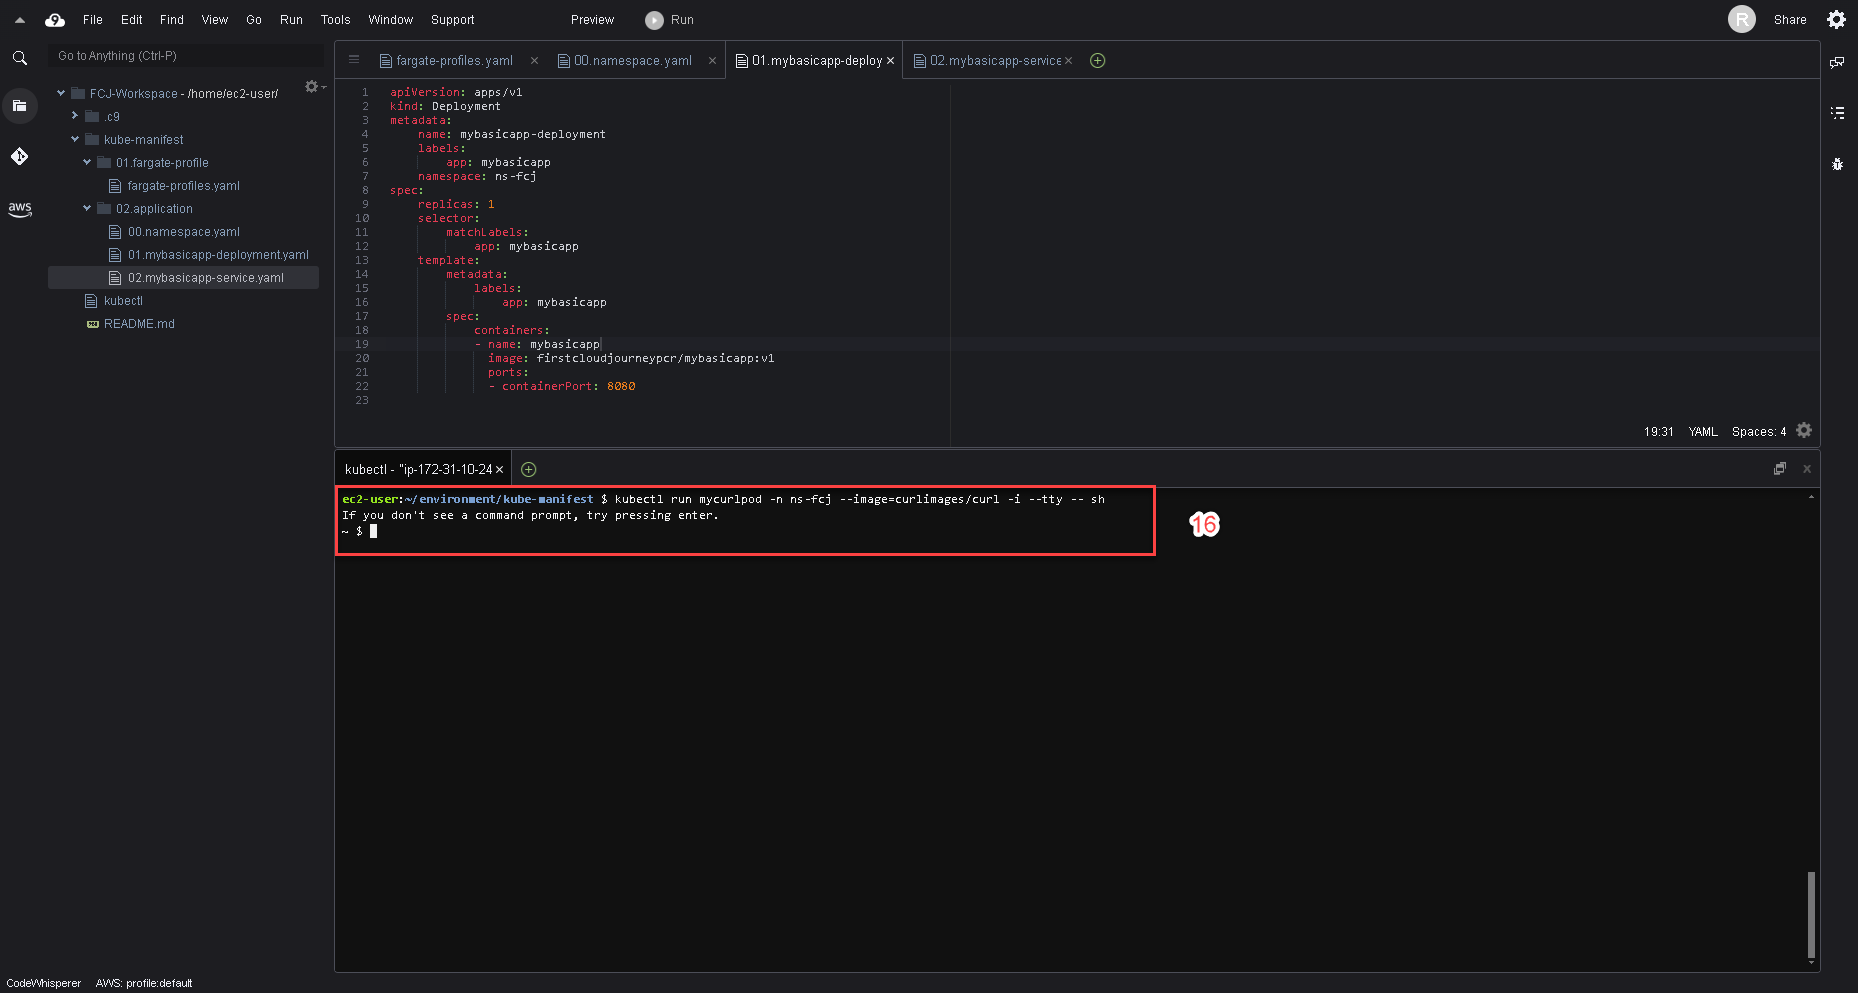 File Edit Find View Go Run Tools Window Support Preview Run R Share
Go to Anything (Ctrl-P)
FCJ-Workspace - /home/ec2-user/
.c9
kube-manifest
01.fargate-profile
fargate-profiles.yaml
02.application
00.namespace.yaml
01.mybasicapp-deployment.yaml
02.mybasicapp-service.yaml
kubectl
README.md
aws
fargate-profiles.yaml 00.namespace.yaml 01.mybasicapp-deploy 02.mybasicapp-service
1 apiVersion: apps/v1
2 kind: Deployment
3 metadata:
4 name: mybasicapp-deployment
5 labels:
6 app: mybasicapp
7 namespace: ns-fcj
8 spec:
9 replicas: 1
10 selector:
11 matchLabels:
12 app: mybasicapp
13 template:
14 metadata:
15 labels:
16 app: mybasicapp
17 spec:
18 containers:
19 - name: mybasicapp
20 image: firstcloudjourneypcr/mybasicapp:v1
21 ports:
22 - containerPort: 8080
23
19:31 YAML Spaces: 4
kubectl - "ip-172-31-10-24
ec2-user:~/environment/kube-manifest $ kubectl run mycurlpod -n ns-fcj --image=curlimages/curl -i --tty -- sh
If you don't see a command prompt, try pressing enter.
~ $
16
CodeWhisperer AWS: profile:default